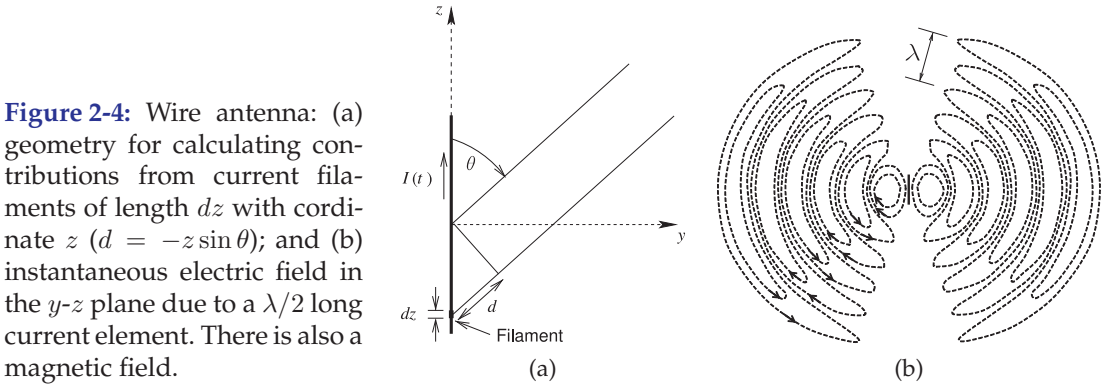 Figure 2-4: Wire antenna: (a)
geometry for calculating con-
tributions from current fila-
ments of length dz with cordi-
nate z (d = −z sin θ); and (b)
instantaneous electric field in
the y-z plane due to a λ/2 long
current element. There is also a
magnetic field.
z
θ
I(t)
y
d
dz
Filament
(a)
λ
(b)